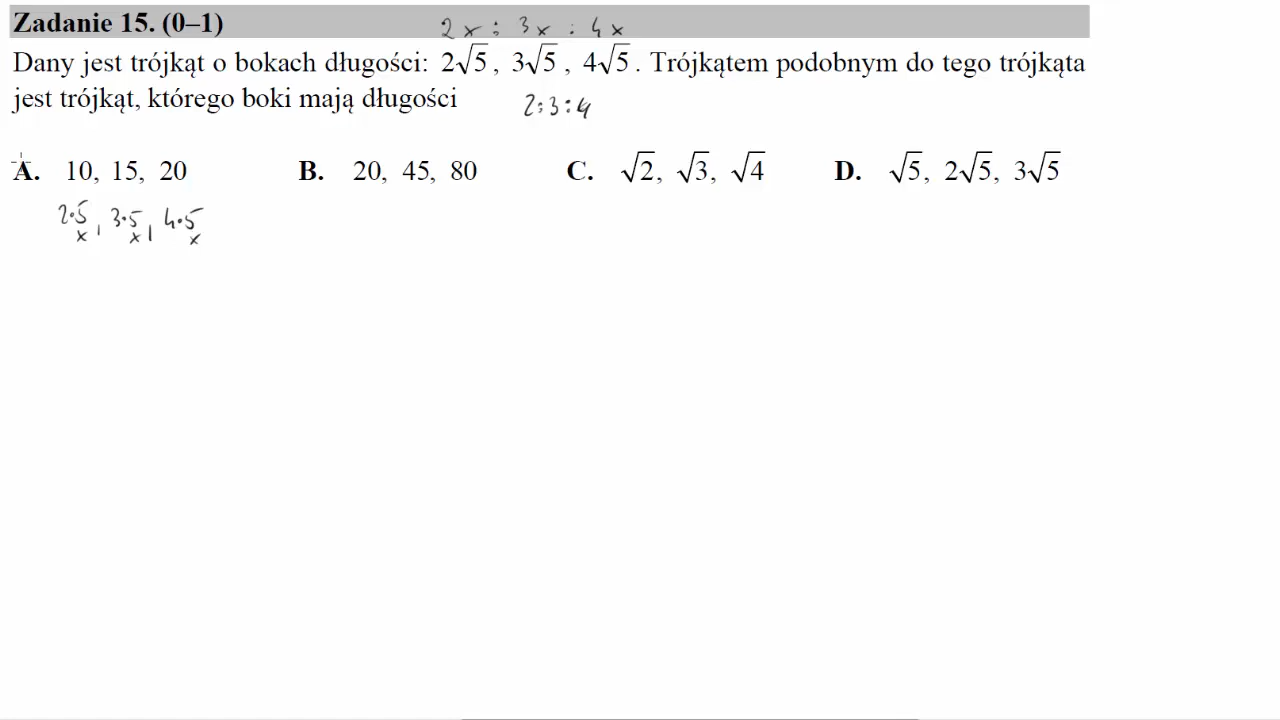 Zadanie 15. (0–1)
2x : 3x : 4x
Dany jest trójkąt o bokach długości: 2√5, 3√5, 4√5. Trójkątem podobnym do tego trójkąta
jest trójkąt, którego boki mają długości
2:3:4
A. 10, 15, 20 B. 20, 45, 80 C. √2, √3, √4 D. √5, 2√5, 3√5
2·5, 3·5, 4·5
x x x